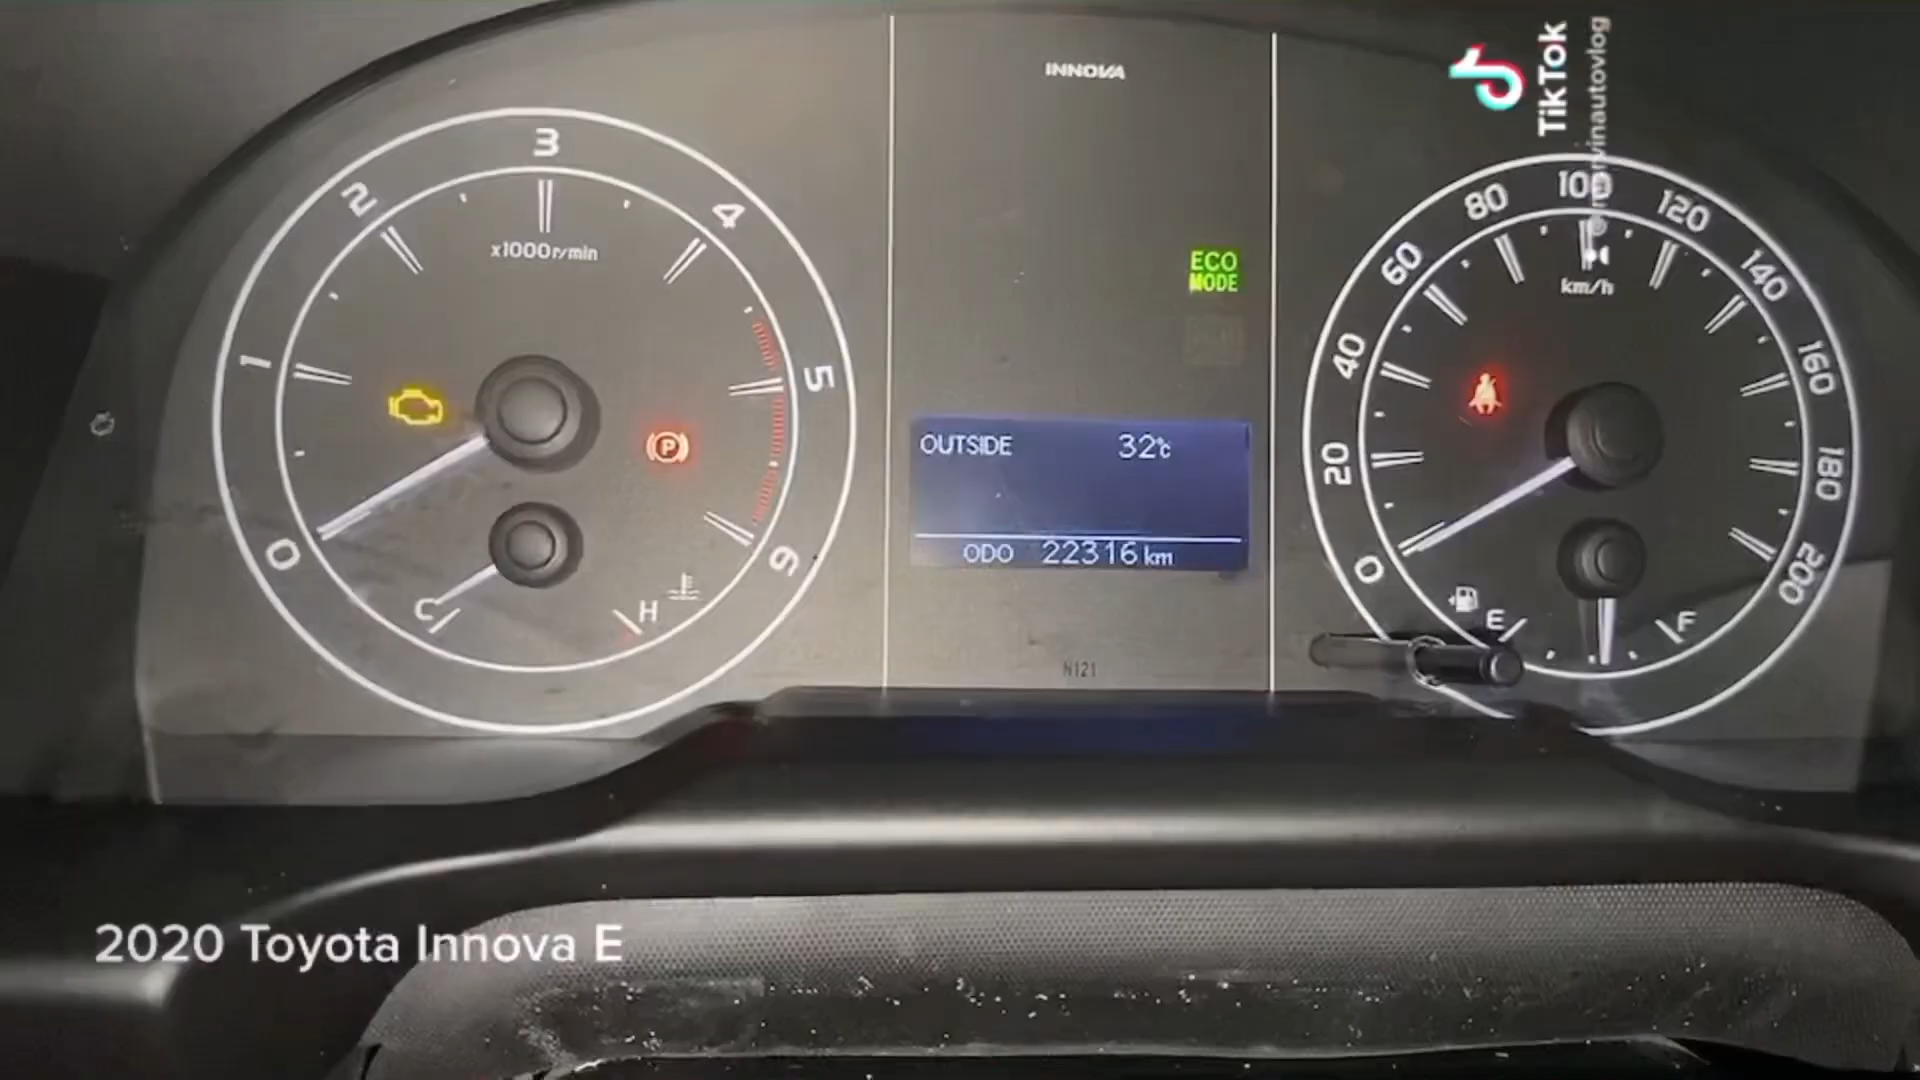 INNOVA
TikTok
0
1
2
3
4
5
6
x1000r/min
P
C
H
ECO
MODE
OUTSIDE 32℃
ODO 22316 km
N121
0
20
40
60
80
100
120
140
160
180
200
km/h
E
F
2020 Toyota Innova E